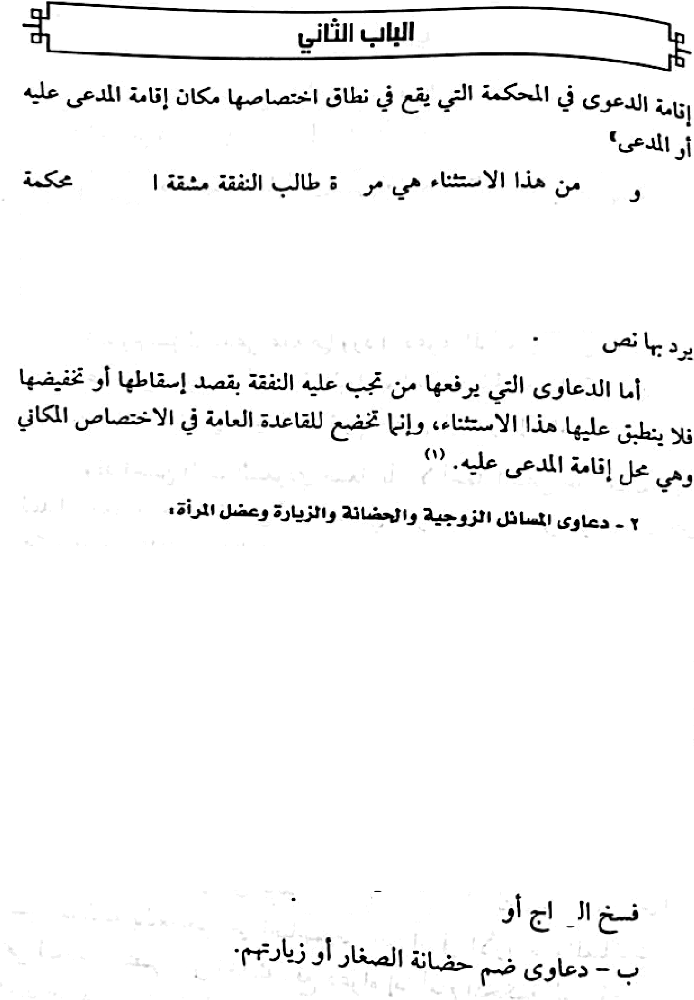 الباب الثاني
إقامة الدعوى في المحكمة التي يقع في نطاق اختصاصها مكان إقامة المدعى عليه
أو المدعى»
و من هذا الاستثناء هي مر ة طالب النفقة مشقة ا محكمة
يرد بها نص
أما الدعاوى التي يرفعها من تجب عليه النفقة بقصد إسقاطها أو تخفيضها
فلا ينطبق عليها هذا الاستثناء، وإنما تخضع للقاعدة العامة في الاختصاص المكاني
وهي محل إقامة المدعى عليه. (١)
٢ - دعاوى المسائل الزوجية والحضانة والزيارة وعضل المرأة:
فسخ الـ اج أو
ب - دعاوى ضم حضانة الصغار أو زيارتهم.